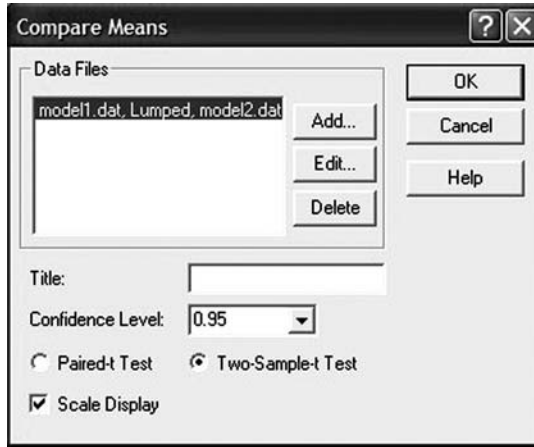 Compare Means
Data Files
model1.dat, Lumped, model2.dat
Add...
Edit...
Delete
OK
Cancel
Help
Title:
Confidence Level: 0.95
Paired-t Test Two-Sample-t Test
Scale Display